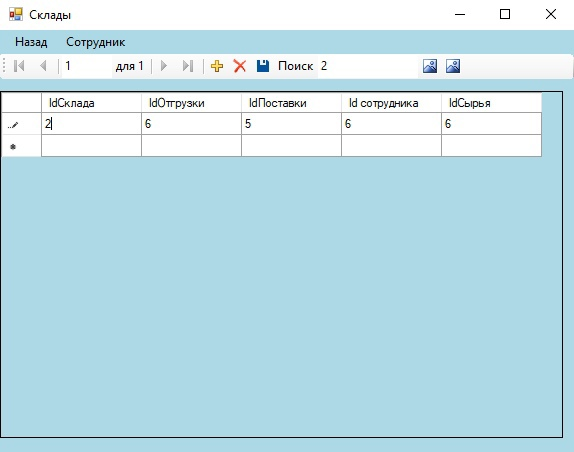 Склады
Назад Сотрудник
1 для 1 Поиск 2
IdСклада IdОтгрузки IdПоставки Id сотрудника IdСырья
2 6 5 6 6